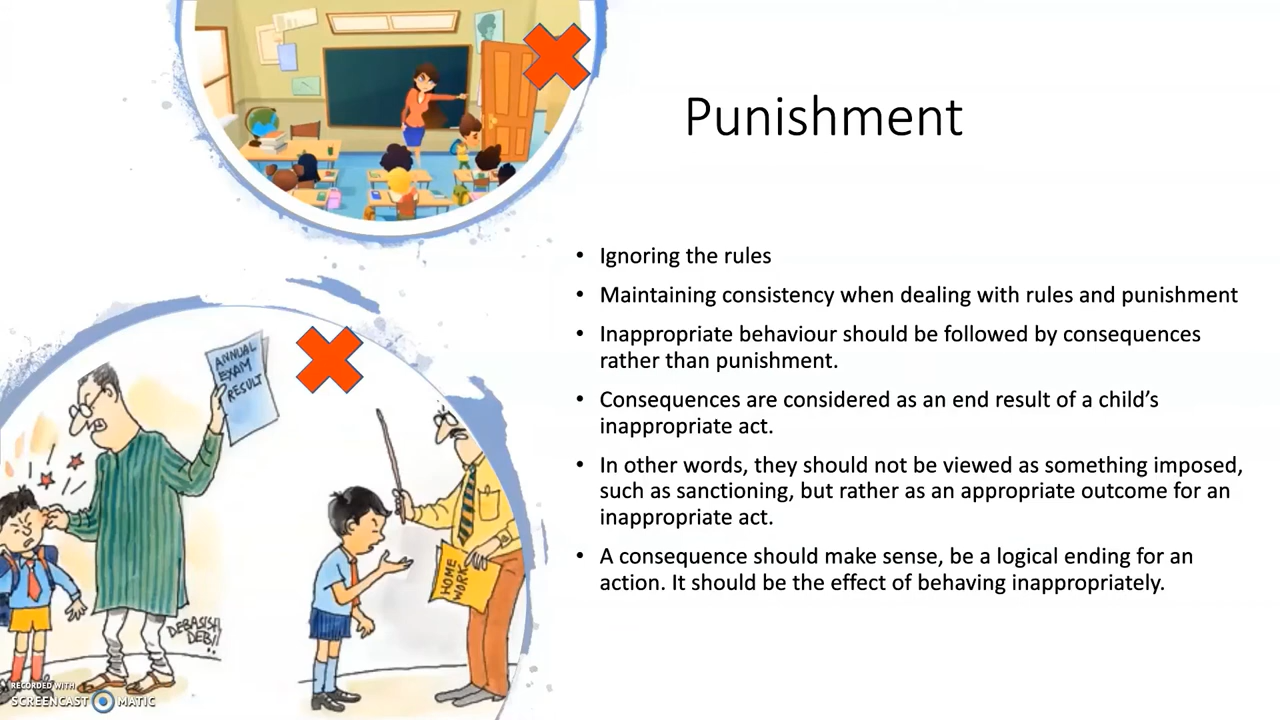 Punishment
• Ignoring the rules
• Maintaining consistency when dealing with rules and punishment
• Inappropriate behaviour should be followed by consequences
rather than punishment.
• Consequences are considered as an end result of a child’s
inappropriate act.
• In other words, they should not be viewed as something imposed,
such as sanctioning, but rather as an appropriate outcome for an
inappropriate act.
• A consequence should make sense, be a logical ending for an
action. It should be the effect of behaving inappropriately.
ANNUAL
EXAM
RESULT
HOME
WORK
DEBASISH
DEB
RECORDED WITH
SCREENCAST MATIC